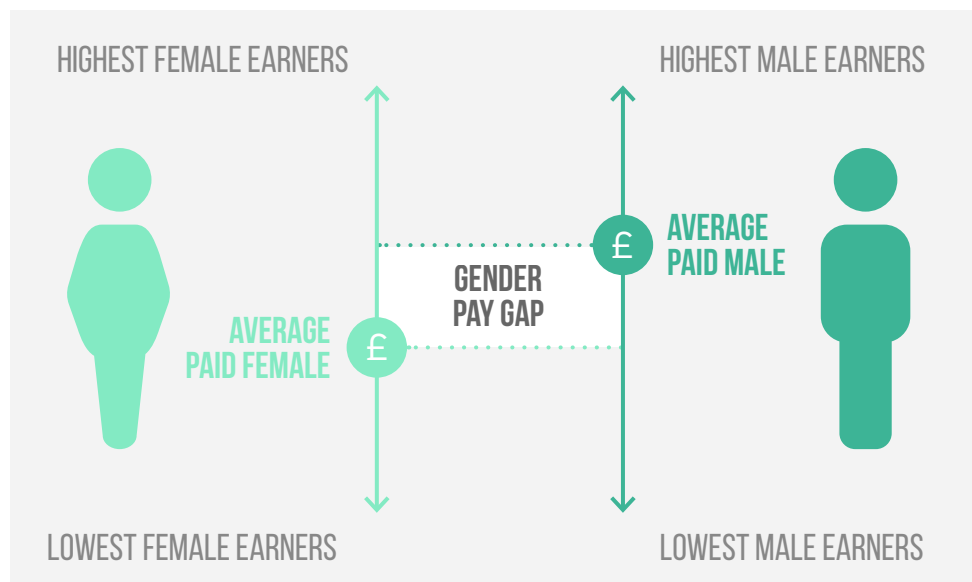 HIGHEST FEMALE EARNERS
HIGHEST MALE EARNERS
£
AVERAGE
PAID MALE
GENDER
PAY GAP
£
AVERAGE
PAID FEMALE
LOWEST FEMALE EARNERS
LOWEST MALE EARNERS